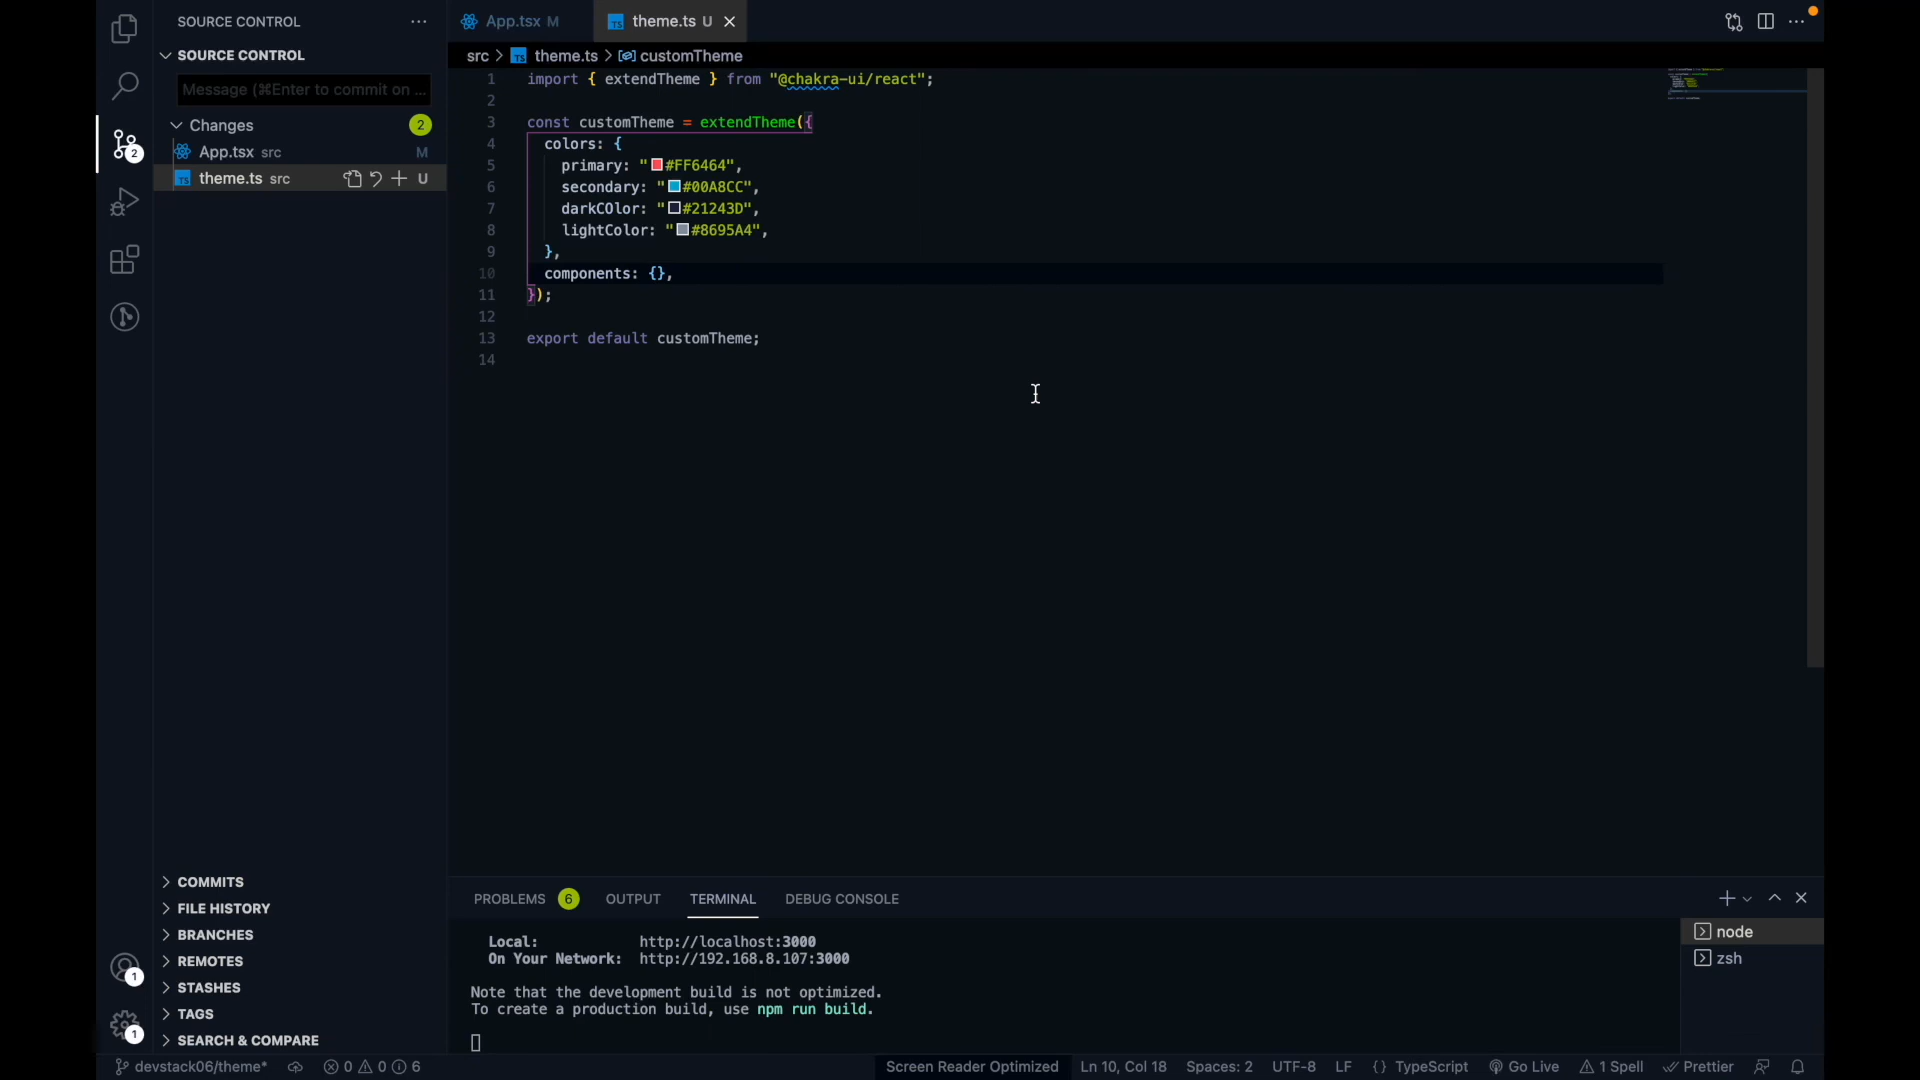 SOURCE CONTROL
SOURCE CONTROL
Message (⌘Enter to commit on ...
Changes 2
App.tsx src M
theme.ts src U
2
COMMITS
FILE HISTORY
BRANCHES
REMOTES
STASHES
TAGS
SEARCH & COMPARE
1
1
App.tsx M
TS theme.ts U
src > TS theme.ts > customTheme
1 import { extendTheme } from "@chakra-ui/react";
2
3 const customTheme = extendTheme({
4 colors: {
5 primary: "#FF6464",
6 secondary: "#00A8CC",
7 darkCOlor: "#21243D",
8 lightColor: "#8695A4",
9 },
10 components: {},
11 });
12
13 export default customTheme;
14
PROBLEMS 6 OUTPUT TERMINAL DEBUG CONSOLE
Local: http://localhost:3000
On Your Network: http://192.168.8.107:3000
Note that the development build is not optimized.
To create a production build, use npm run build.
node
zsh
devstack06/theme* 0 0 6 Screen Reader Optimized Ln 10, Col 18 Spaces: 2 UTF-8 LF {} TypeScript Go Live 1 Spell Prettier